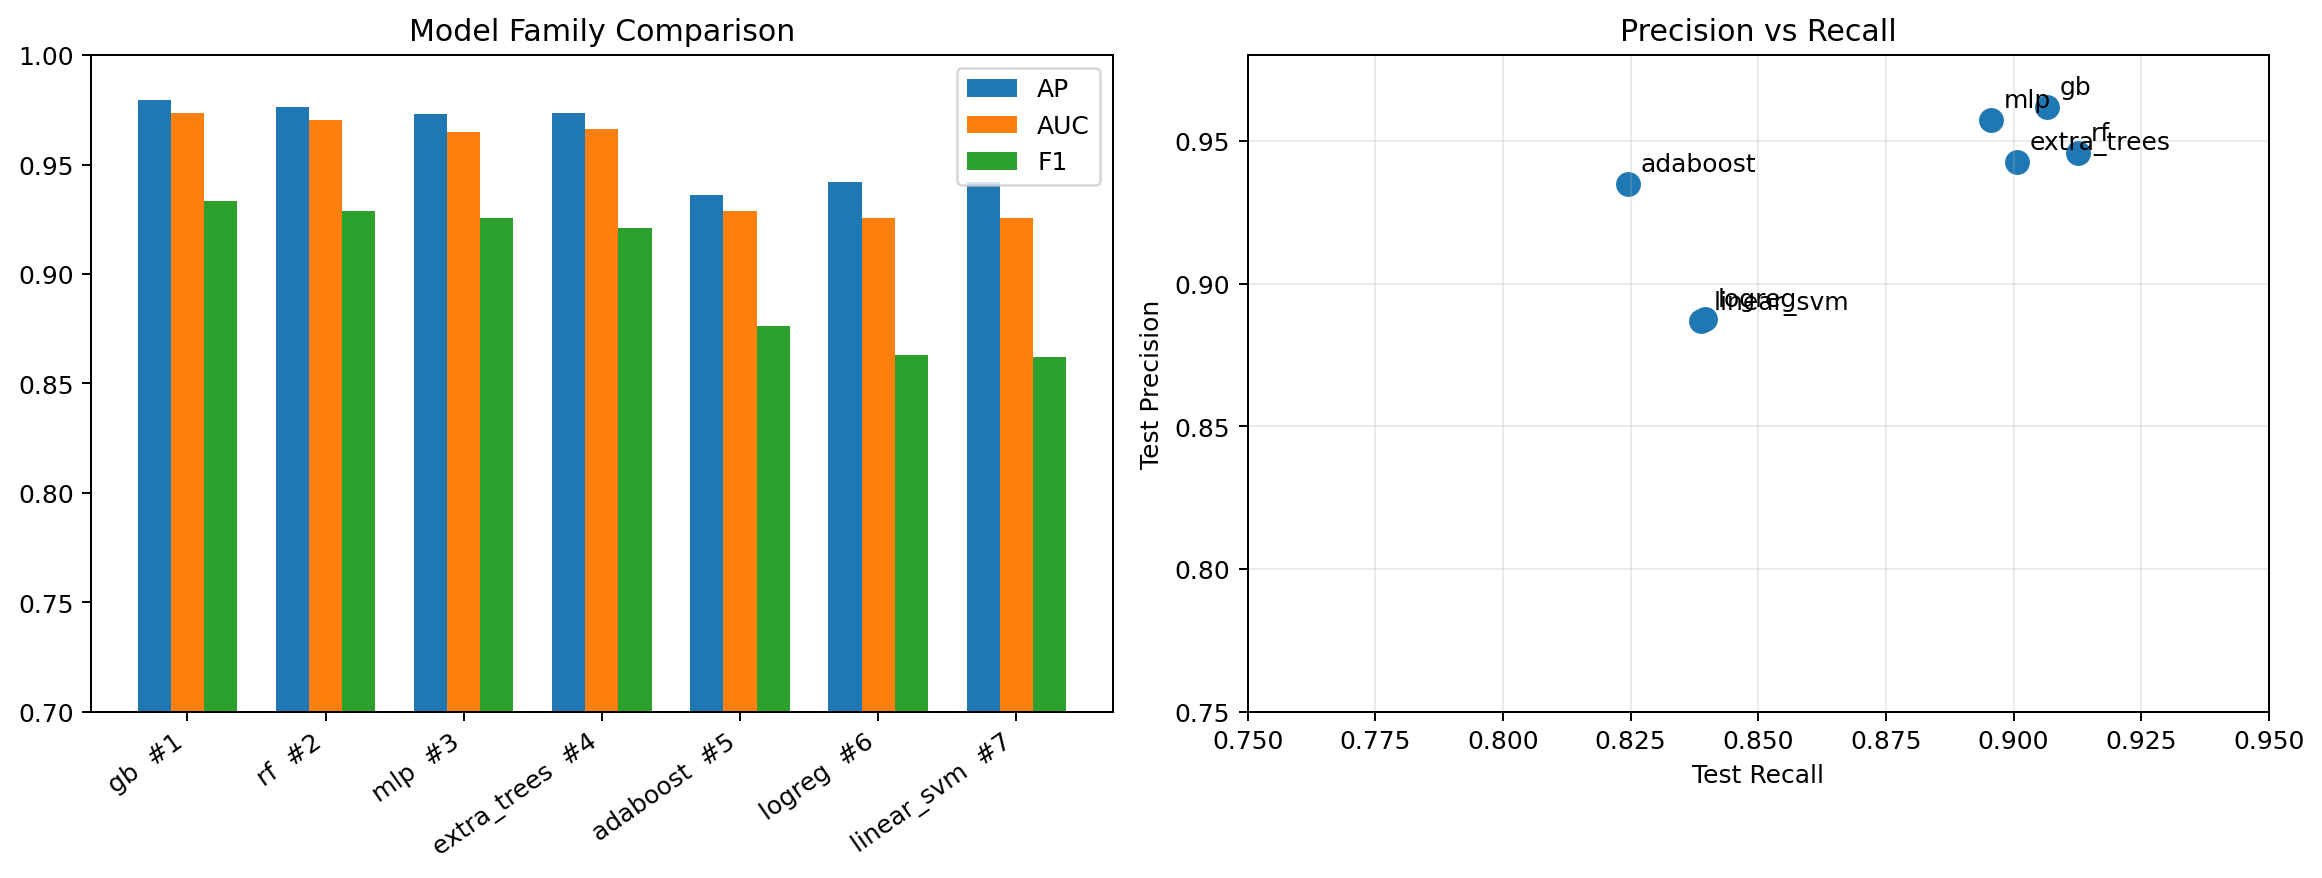 Model Family Comparison
1.00
0.95
0.90
0.85
0.80
0.75
0.70
AP
AUC
F1
gb #1
rf #2
mlp #3
extra_trees #4
adaboost #5
logreg #6
linear_svm #7
Precision vs Recall
Test Precision
0.95
0.90
0.85
0.80
0.75
gb
mlp
rf
extra_trees
adaboost
logreg
linear_svm
0.750
0.775
0.800
0.825
0.850
0.875
0.900
0.925
0.950
Test Recall